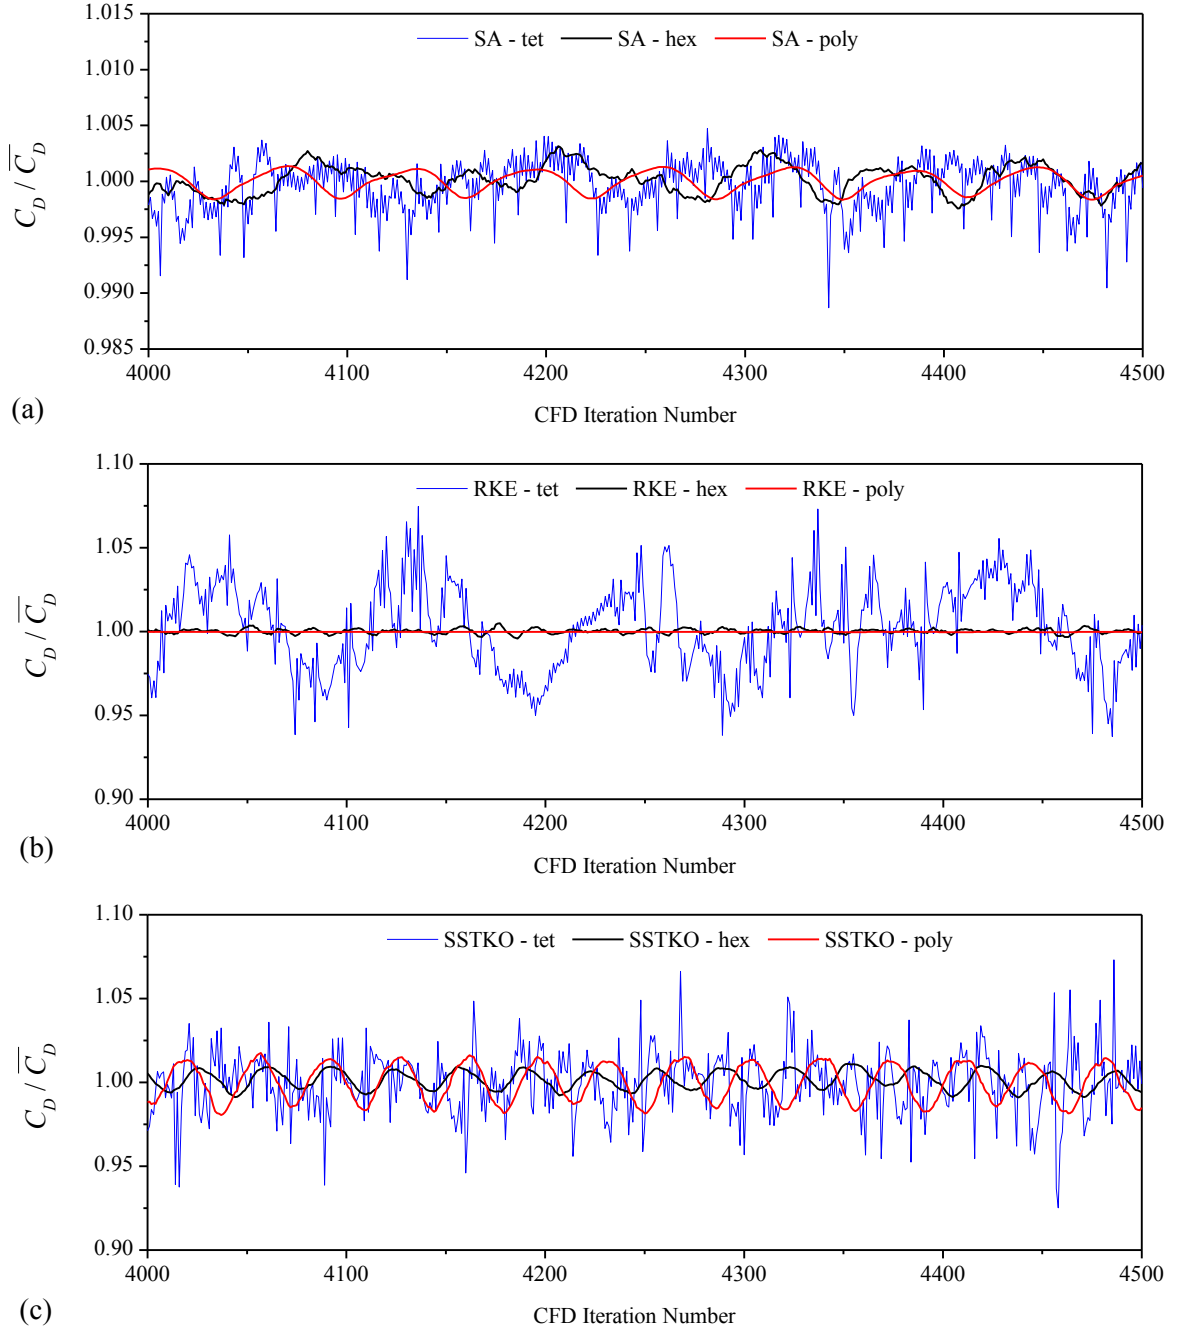 1.015
SA - tet SA - hex SA - poly
1.010
1.005
1.000
0.995
0.990
0.985
C_D / C_D
4000 4100 4200 4300 4400 4500
(a)
CFD Iteration Number
1.10
RKE - tet RKE - hex RKE - poly
1.05
1.00
0.95
0.90
C_D / C_D
4000 4100 4200 4300 4400 4500
(b)
CFD Iteration Number
1.10
SSTKO - tet SSTKO - hex SSTKO - poly
1.05
1.00
0.95
0.90
C_D / C_D
4000 4100 4200 4300 4400 4500
(c)
CFD Iteration Number